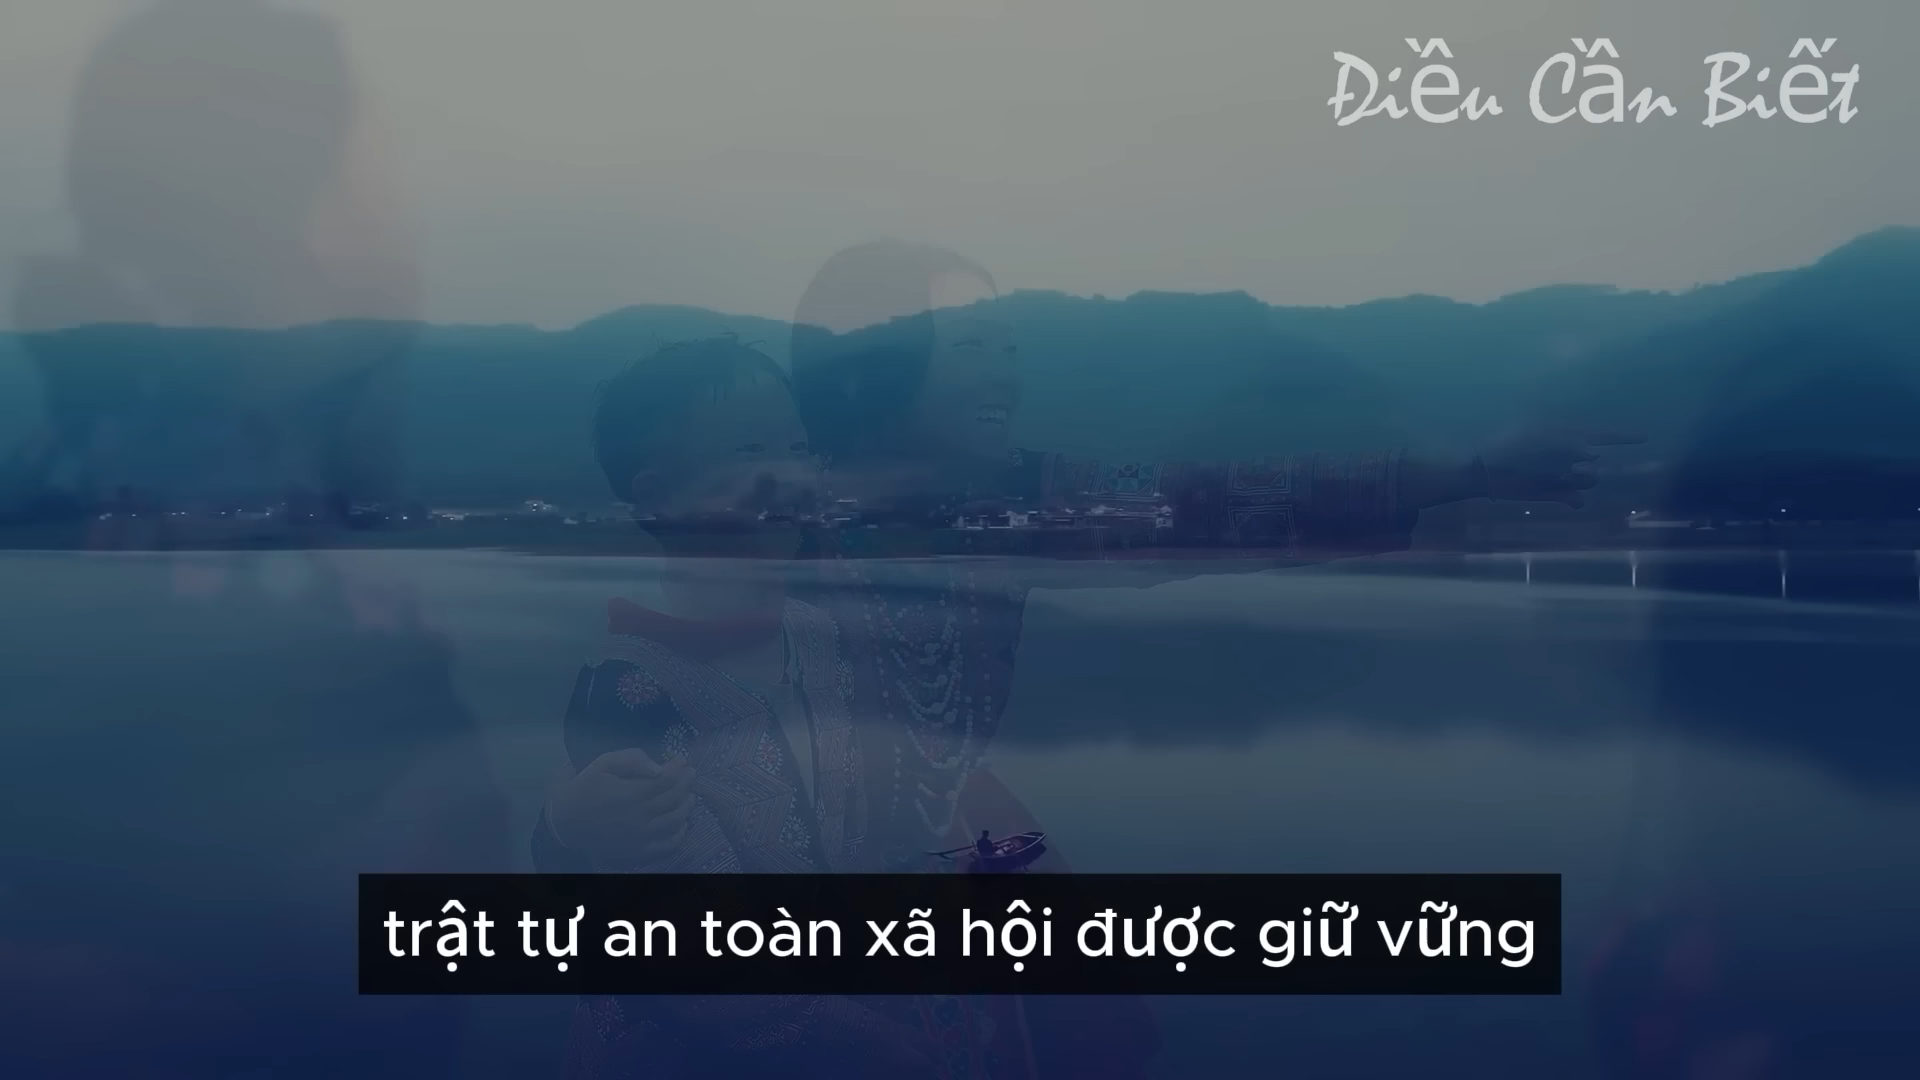 Điều Cần Biết
trật tự an toàn xã hội được giữ vững